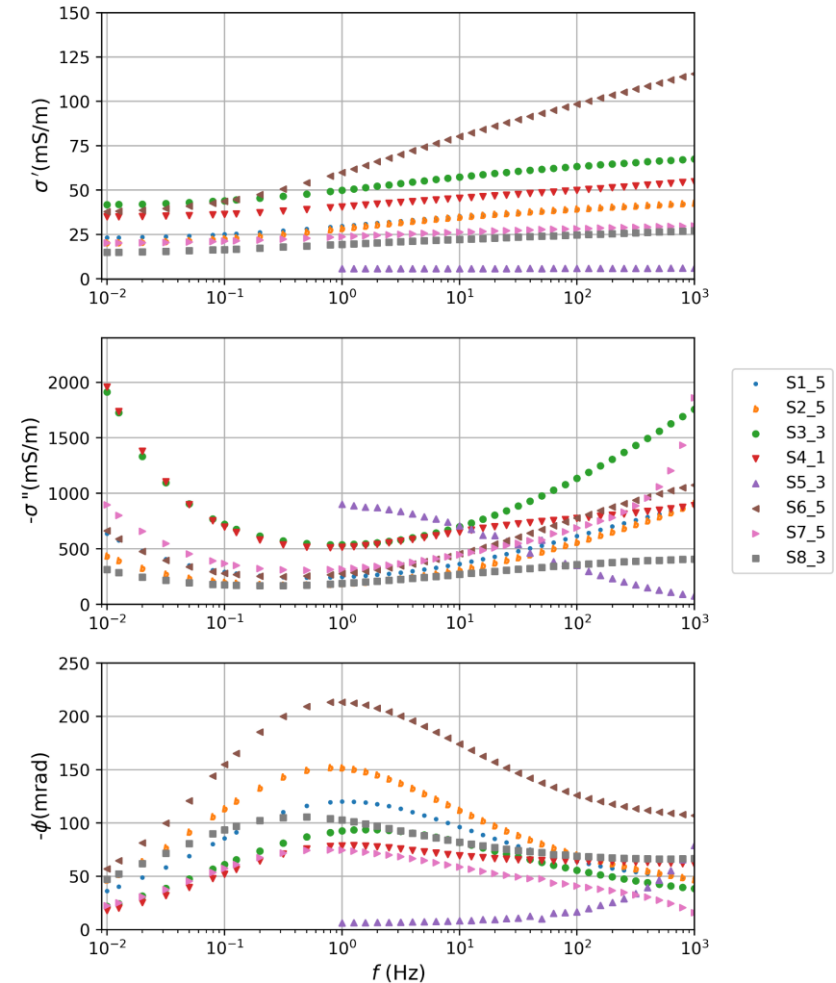 150
125
100
75
50
25
0
σ′(mS/m)
10⁻² 10⁻¹ 10⁰ 10¹ 10² 10³
2000
1500
1000
500
0
-σ"(mS/m)
10⁻² 10⁻¹ 10⁰ 10¹ 10² 10³
S1_5
S2_5
S3_3
S4_1
S5_3
S6_5
S7_5
S8_3
250
200
150
100
50
0
-ϕ(mrad)
10⁻² 10⁻¹ 10⁰ 10¹ 10² 10³
f (Hz)